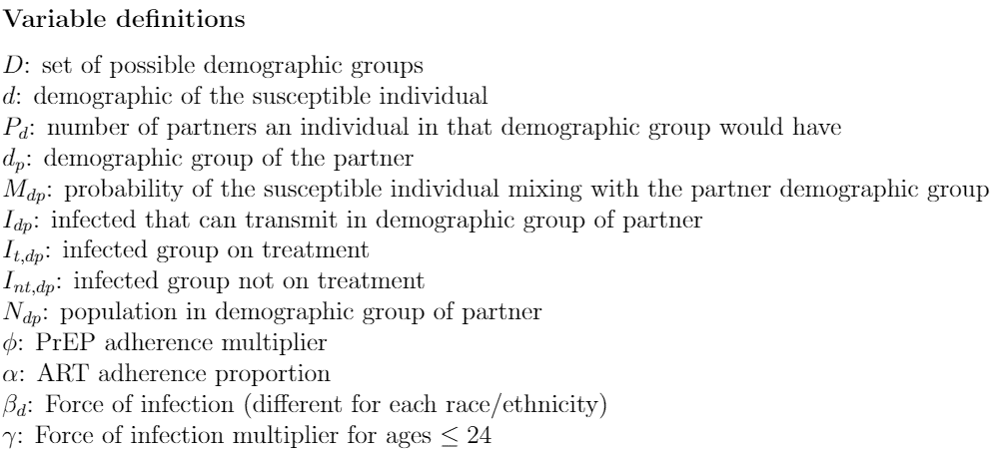 Variable definitions
D: set of possible demographic groups
d: demographic of the susceptible individual
P_d: number of partners an individual in that demographic group would have
d_p: demographic group of the partner
M_{dp}: probability of the susceptible individual mixing with the partner demographic group
I_{dp}: infected that can transmit in demographic group of partner
I_{t,dp}: infected group on treatment
I_{nt,dp}: infected group not on treatment
N_{dp}: population in demographic group of partner
ϕ: PrEP adherence multiplier
α: ART adherence proportion
β_d: Force of infection (different for each race/ethnicity)
γ: Force of infection multiplier for ages ≤ 24